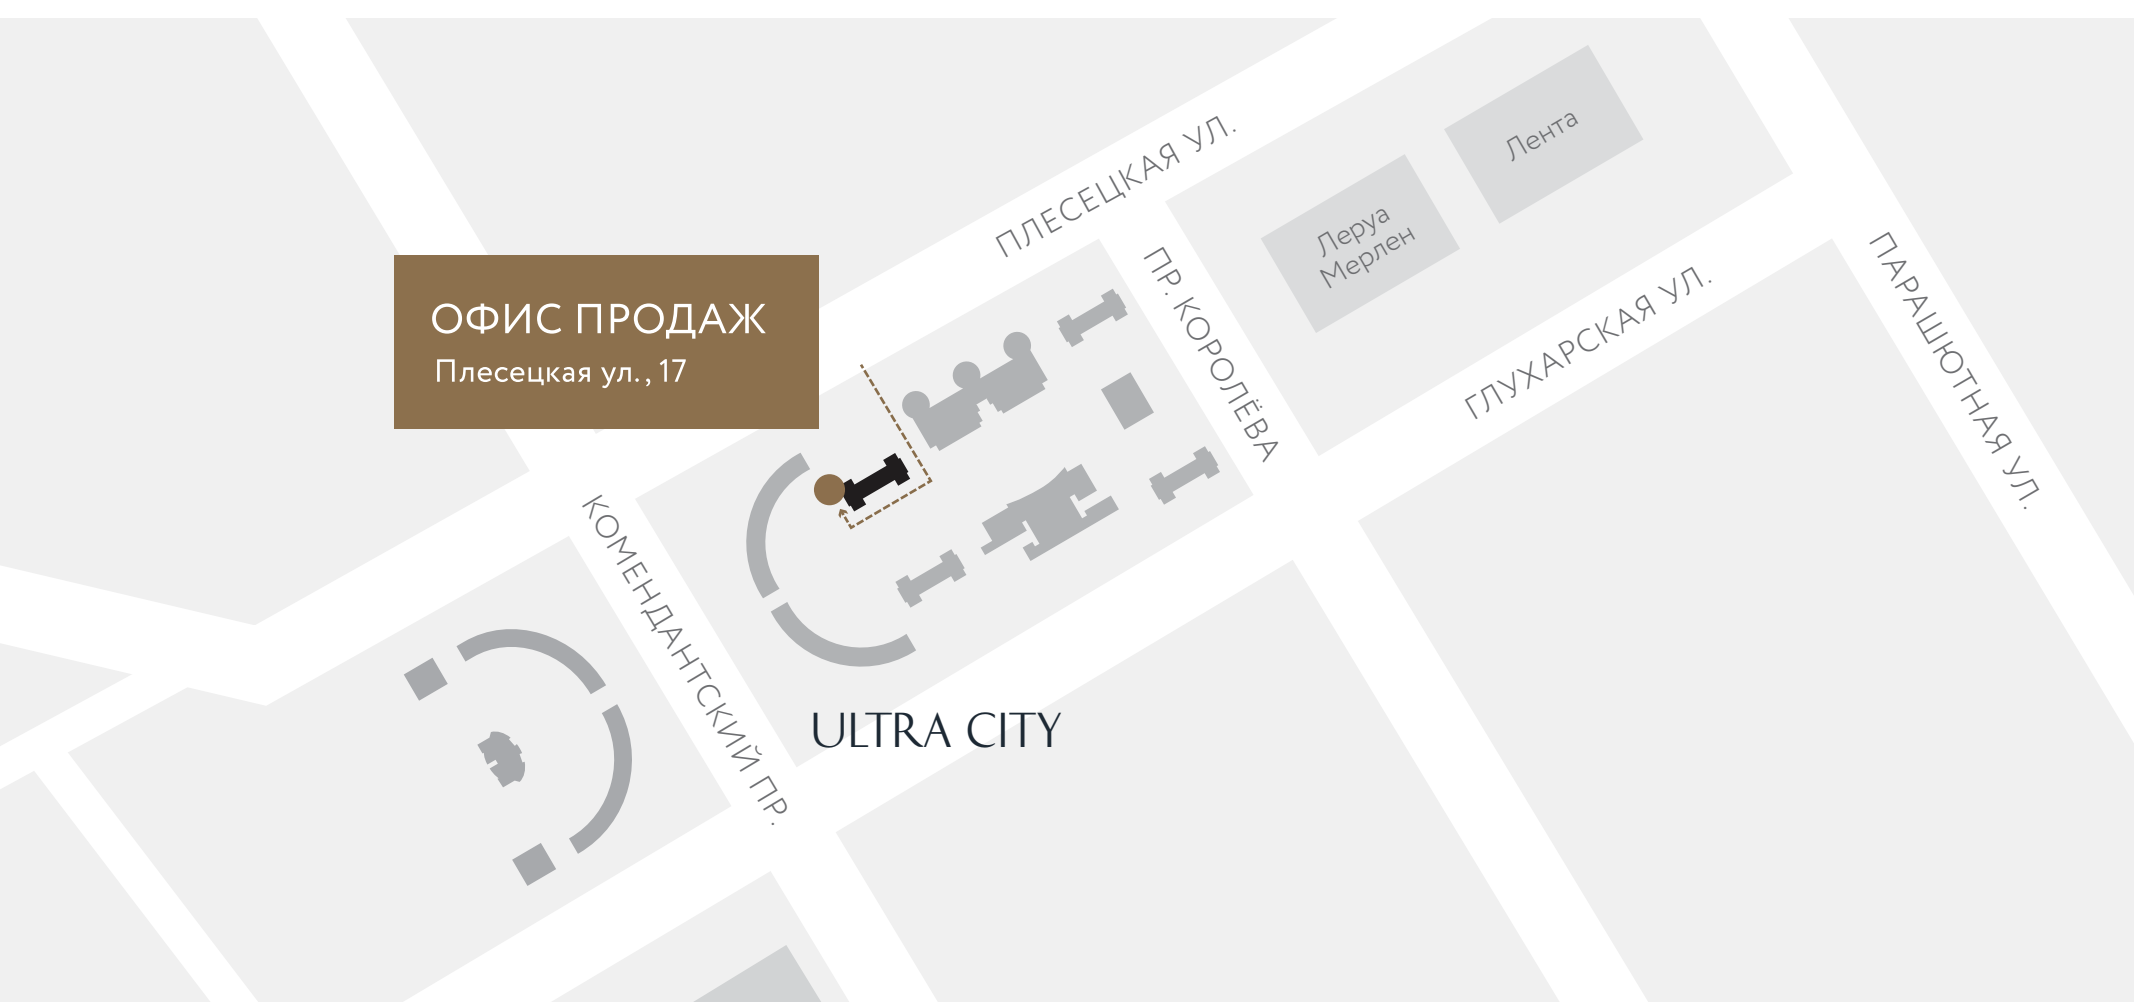 Лента
ПЛЕСЕЦКАЯ УЛ.
Леруа
Мерлен
ПР. КОРОЛЁВА
ПАРАШЮТНАЯ УЛ.
ГЛУХАРСКАЯ УЛ.
ОФИС ПРОДАЖ
Плесецкая ул., 17
КОМЕНДАНТСКИЙ ПР.
ULTRA CITY